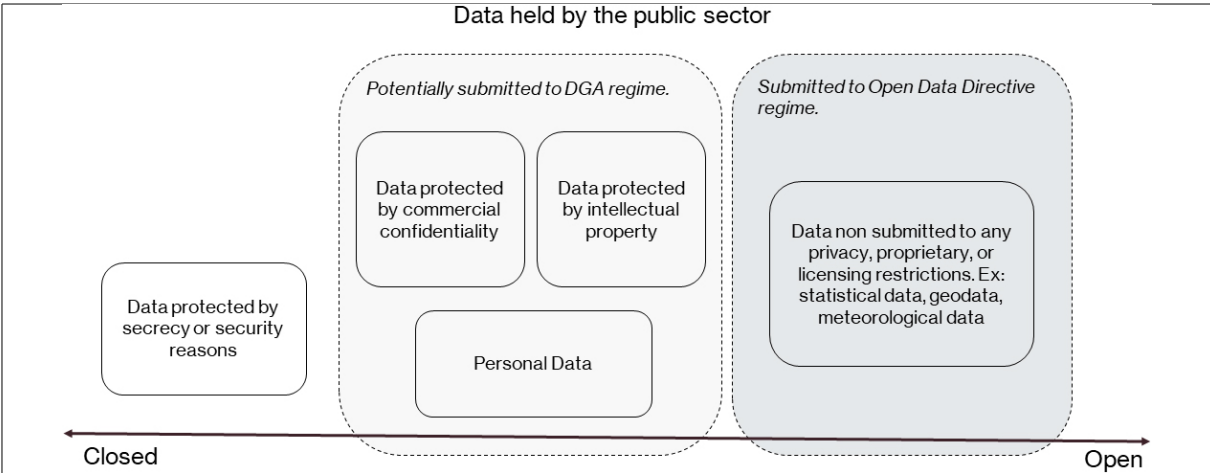 Data held by the public sector
Potentially submitted to DGA regime.
Submitted to Open Data Directive
regime.
Data protected
by commercial
confidentiality
Data protected
by intellectual
property
Data non submitted to any
privacy, proprietary, or
licensing restrictions. Ex:
statistical data, geodata,
meteorological data
Data protected by
secrecy or security
reasons
Personal Data
Closed
Open